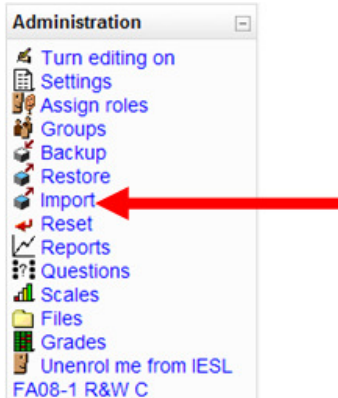 Administration
Turn editing on
Settings
Assign roles
Groups
Backup
Restore
Import
Reset
Reports
Questions
Scales
Files
Grades
Unenrol me from IESL
FA08-1 R&W C